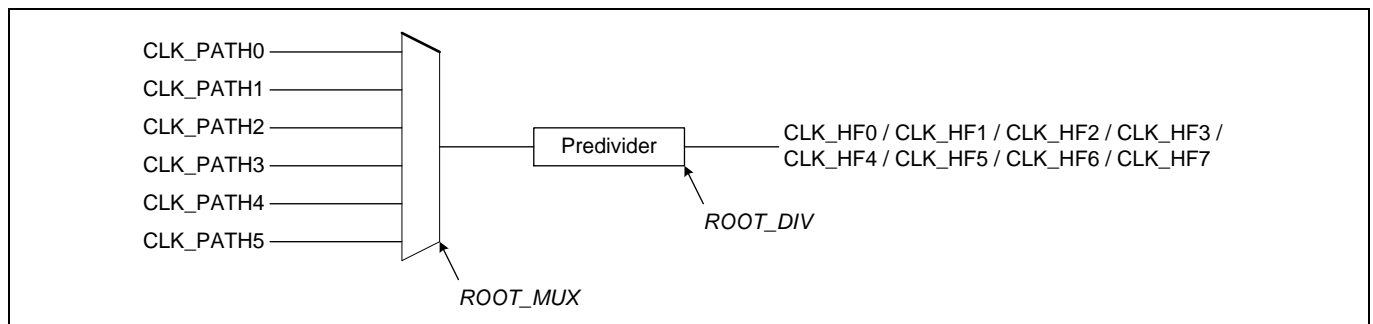 CLK_PATH0
CLK_PATH1
CLK_PATH2
CLK_PATH3
CLK_PATH4
CLK_PATH5
Predivider
CLK_HF0 / CLK_HF1 / CLK_HF2 / CLK_HF3 /
CLK_HF4 / CLK_HF5 / CLK_HF6 / CLK_HF7
ROOT_DIV
ROOT_MUX